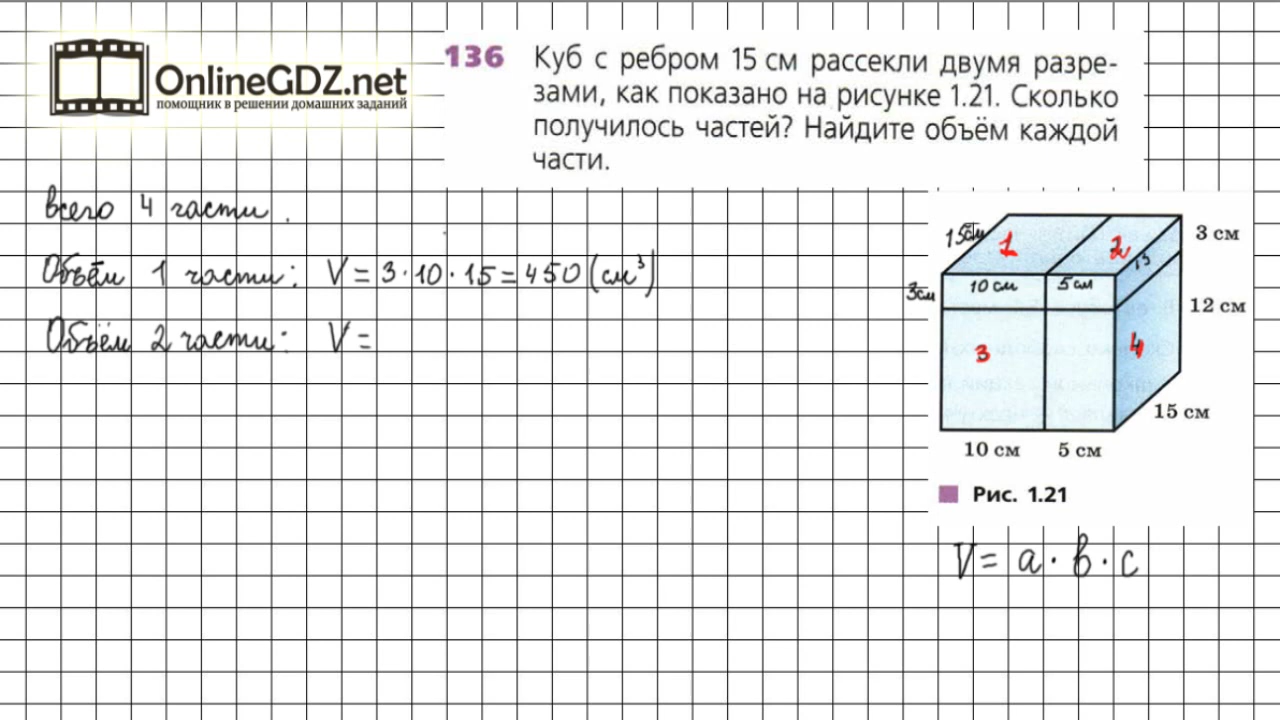 OnlineGDZ.net
помощник в решении домашних заданий
136 Куб с ребром 15 см рассекли двумя разре-
зами, как показано на рисунке 1.21. Сколько
получилось частей? Найдите объём каждой
части.
всего 4 части.
Объём 1 части: V = 3 · 10 · 15 = 450 (см³)
Объём 2 части: V =
15см 1 2 3 см
3см 10 см 5см 15
12 см
3 4
15 см
10 см 5 см
Рис. 1.21
V = a · b · c